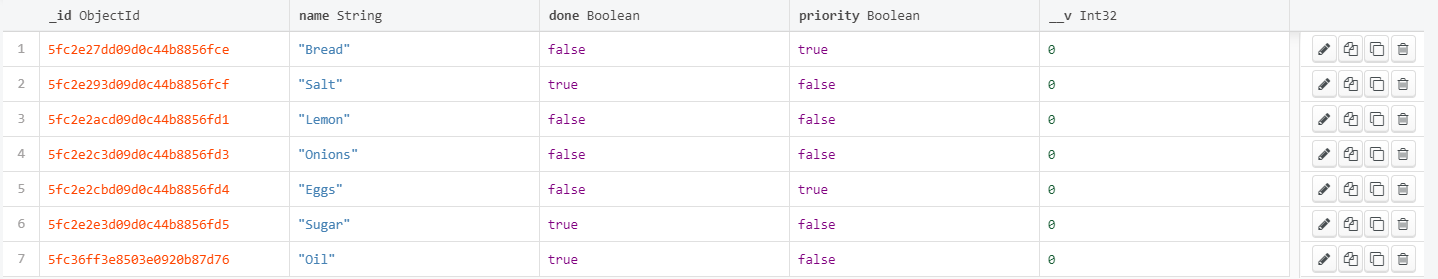 _id ObjectId name String done Boolean priority Boolean __v Int32
1 5fc2e27dd09d0c44b8856fce "Bread" false true 0
2 5fc2e293d09d0c44b8856fcf "Salt" true false 0
3 5fc2e2acd09d0c44b8856fd1 "Lemon" false false 0
4 5fc2e2c3d09d0c44b8856fd3 "Onions" false false 0
5 5fc2e2cbd09d0c44b8856fd4 "Eggs" false true 0
6 5fc2e2e3d09d0c44b8856fd5 "Sugar" true false 0
7 5fc36ff3e8503e0920b87d76 "Oil" true false 0